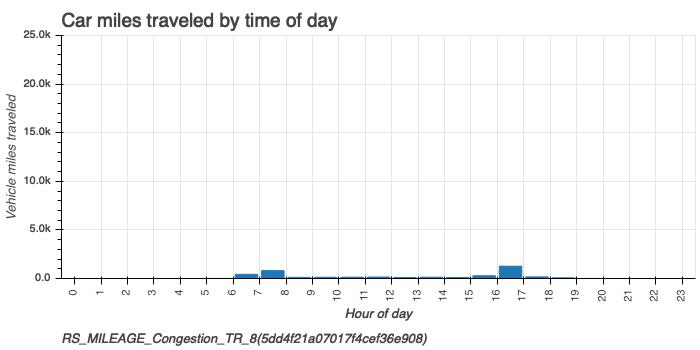 Car miles traveled by time of day
25.0k
20.0k
15.0k
10.0k
5.0k
0.0
Vehicle miles traveled
0 1 2 3 4 5 6 7 8 9 10 11 12 13 14 15 16 17 18 19 20 21 22 23
Hour of day
RS_MILEAGE_Congestion_TR_8(5dd4f21a07017f4cef36e908)